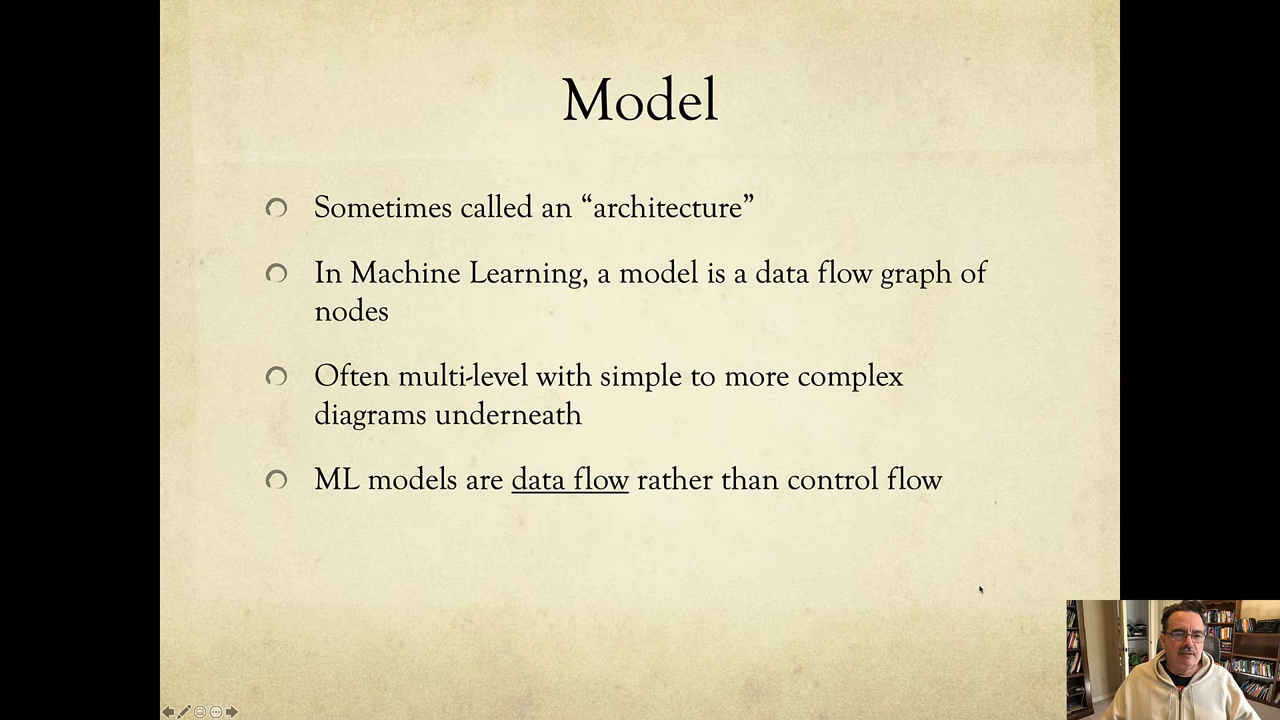 Model
Sometimes called an “architecture”
In Machine Learning, a model is a data flow graph of
nodes
Often multi-level with simple to more complex
diagrams underneath
ML models are data flow rather than control flow